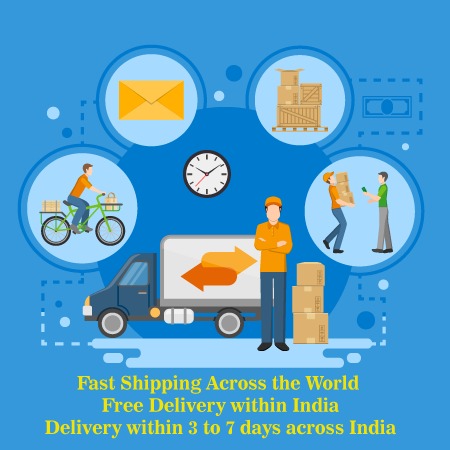 Fast Shipping Across the World
Free Delivery within India
Delivery within 3 to 7 days across India